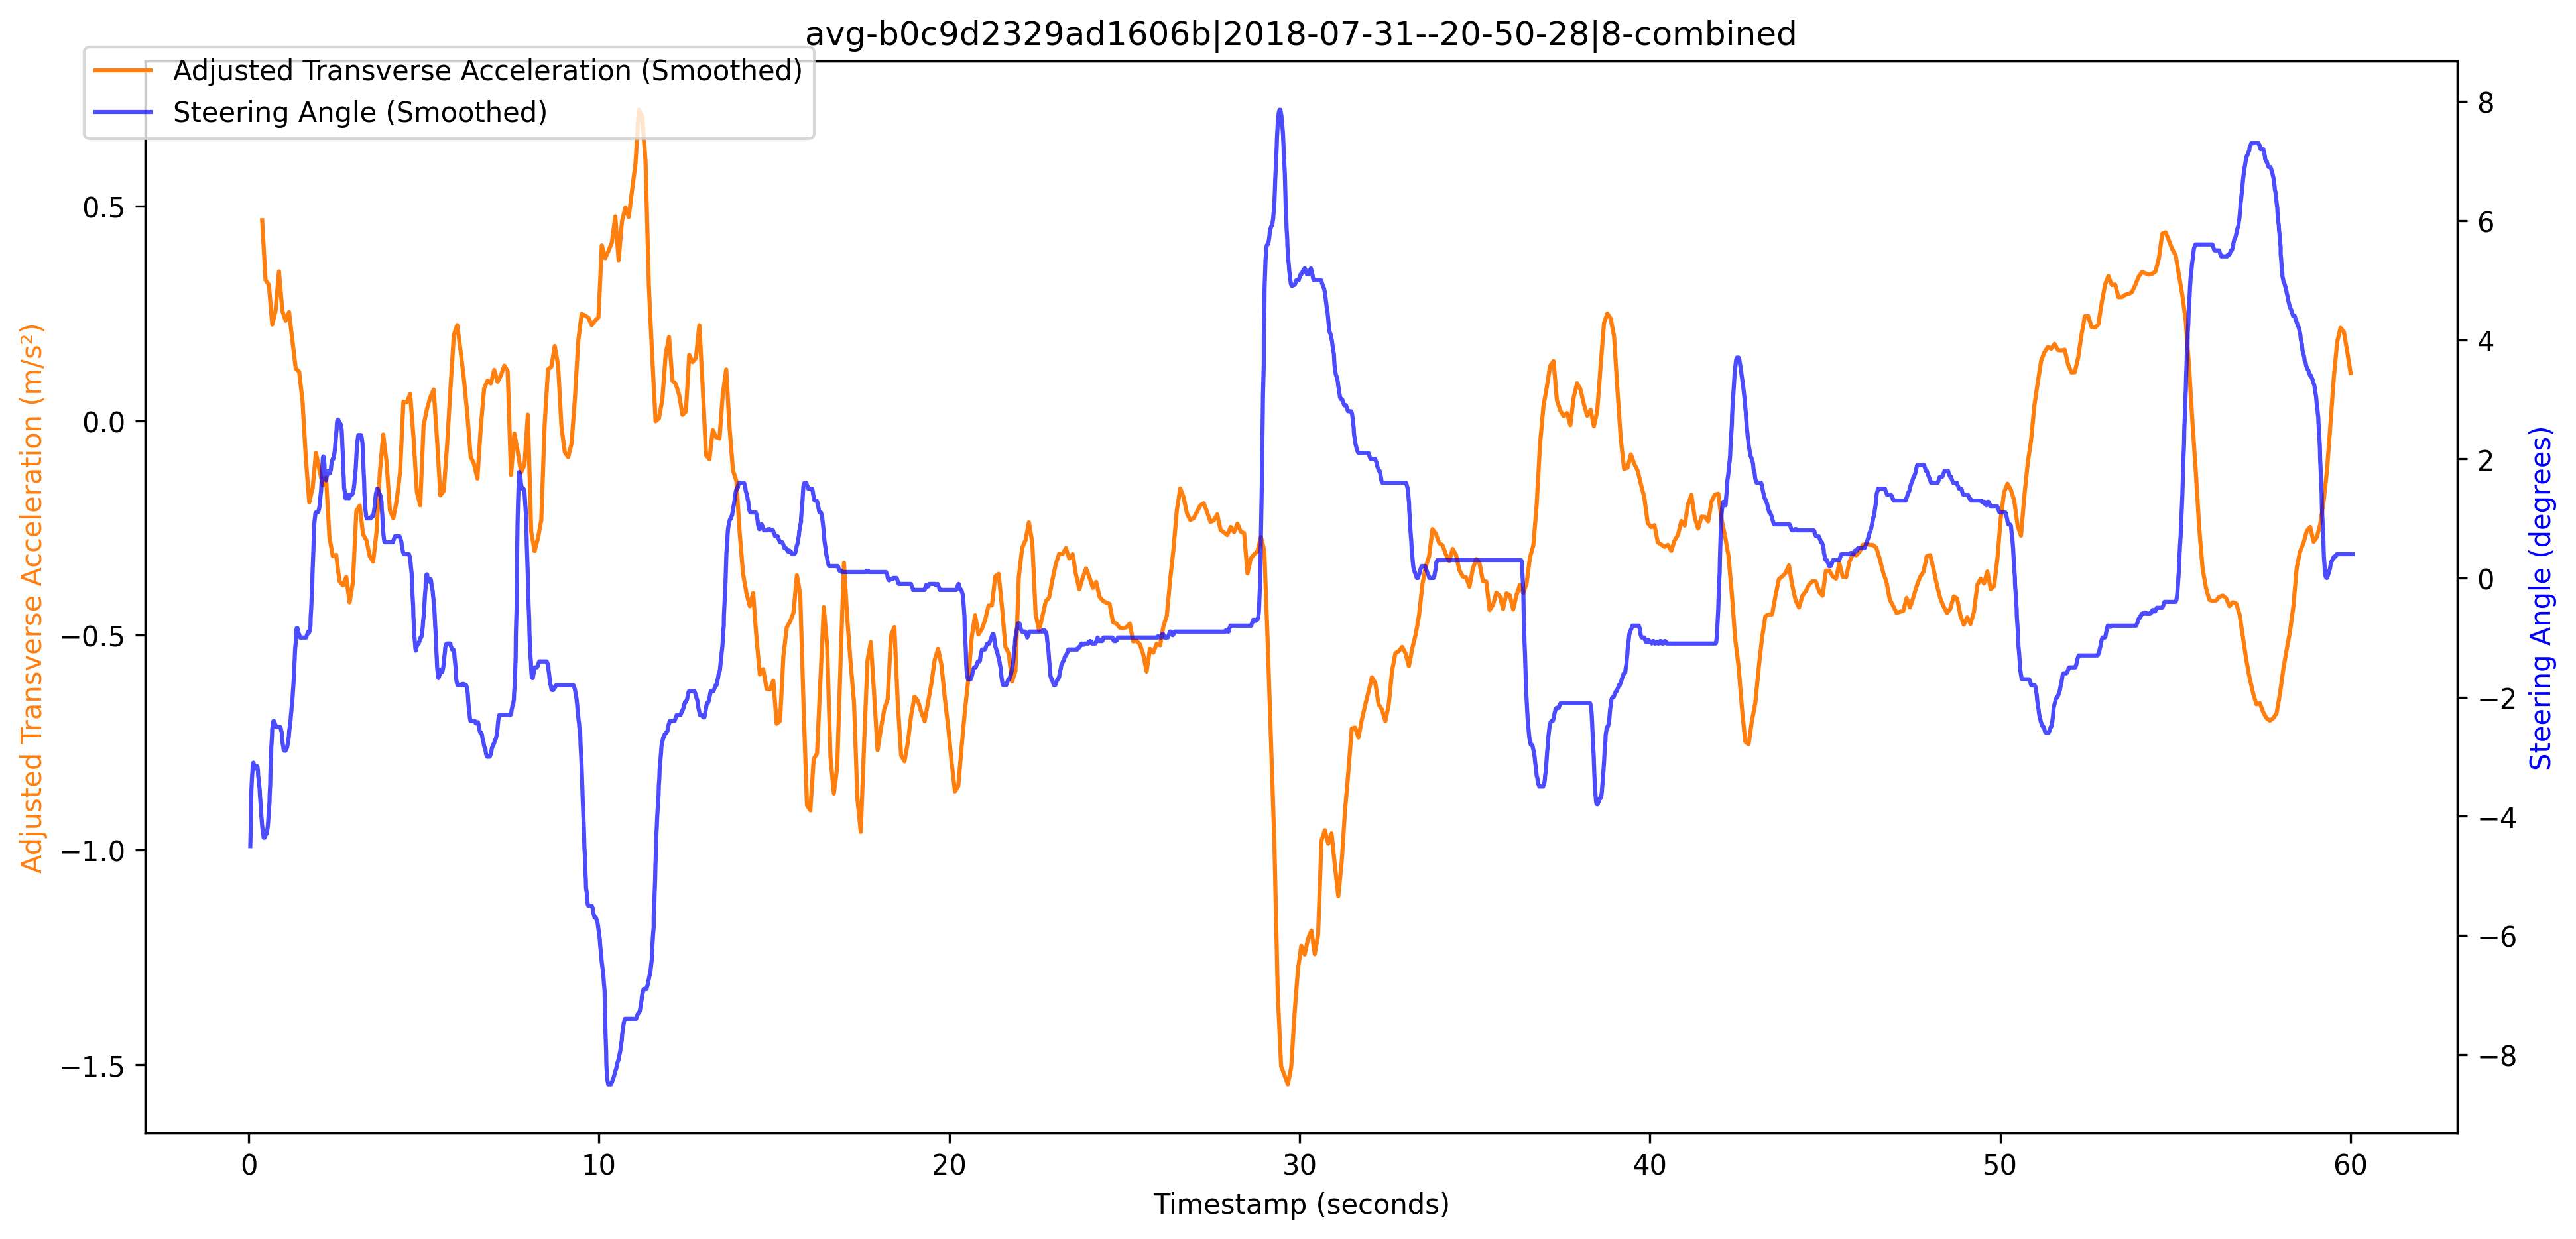 avg-b0c9d2329ad1606b|2018-07-31--20-50-28|8-combined
Adjusted Transverse Acceleration (Smoothed)
Steering Angle (Smoothed)
Adjusted Transverse Acceleration (m/s²)
0.5
0.0
−0.5
−1.0
−1.5
8
6
4
2
0
−2
−4
−6
−8
Steering Angle (degrees)
0 10 20 30 40 50 60
Timestamp (seconds)